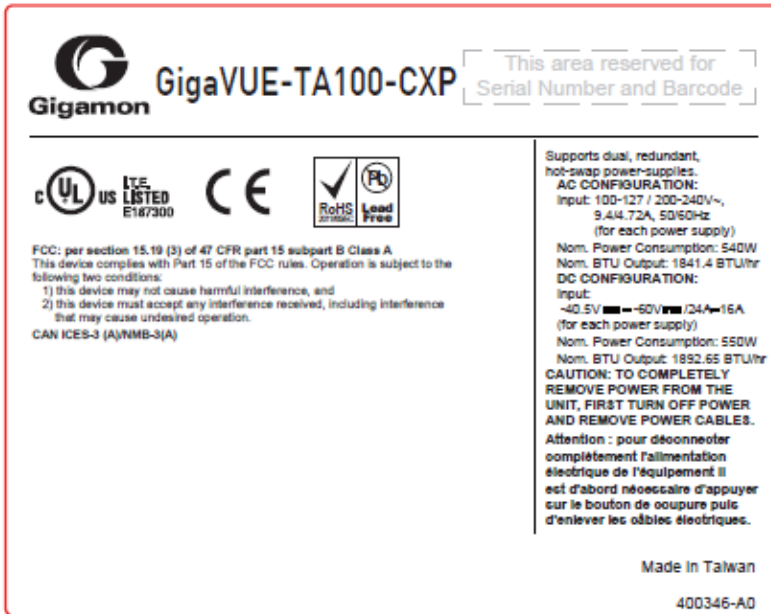 Gigamon
GigaVUE-TA100-CXP
This area reserved for
Serial Number and Barcode
C UL US I.T.E.
LISTED
E187300
CE
RoHS
Pb
Lead
Free
FCC: per section 15.19 (3) of 47 CFR part 15 subpart B Class A
This device complies with Part 15 of the FCC rules. Operation is subject to the
following two conditions:
1) this device may not cause harmful interference, and
2) this device must accept any interference received, including interference
that may cause undesired operation.
CAN ICES-3 (A)/NMB-3(A)
Supports dual, redundant,
hot-swap power-supplies.
AC CONFIGURATION:
Input: 100-127 / 200-240V~,
9.4/4.72A, 50/60Hz
(for each power supply)
Nom. Power Consumption: 540W
Nom. BTU Output: 1841.4 BTU/hr
DC CONFIGURATION:
Input:
-40.5V -60V /24A-16A
(for each power supply)
Nom. Power Consumption: 550W
Nom. BTU Output: 1892.65 BTU/hr
CAUTION: TO COMPLETELY
REMOVE POWER FROM THE
UNIT, FIRST TURN OFF POWER
AND REMOVE POWER CABLES.
Attention : pour déconnecter
complètement l'alimentation
électrique de l'équipement il
est d'abord nécessaire d'appuyer
sur le bouton de coupure puis
d'enlever les câbles électriques.
Made in Taiwan
400346-A0